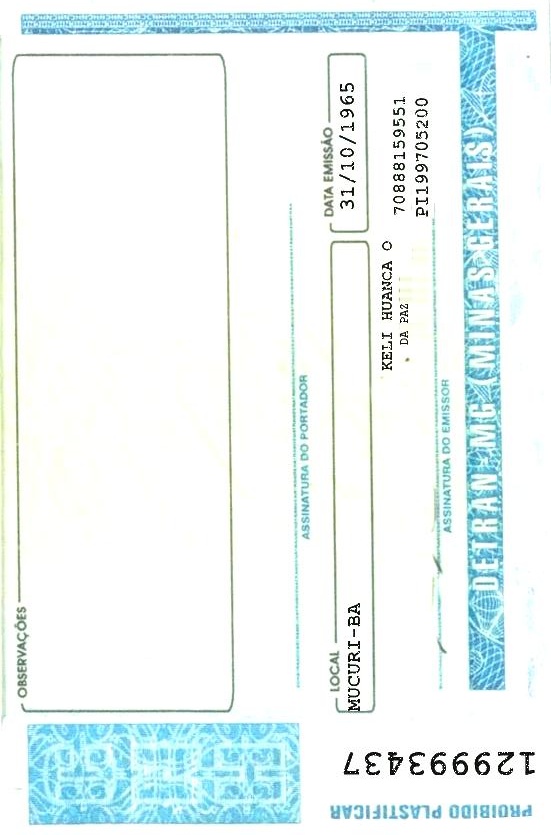 OBSERVAÇÕES
ASSINATURA DO PORTADOR
LOCAL
DATA EMISSÃO
MUCURI-BA
31/10/1965
KELI HUANCA O
DA PAZ
70888159551
PI199705200
ASSINATURA DO EMISSOR
DETRAN-MG (MINAS GERAIS)
12993437
PROIBIDO PLASTIFICAR